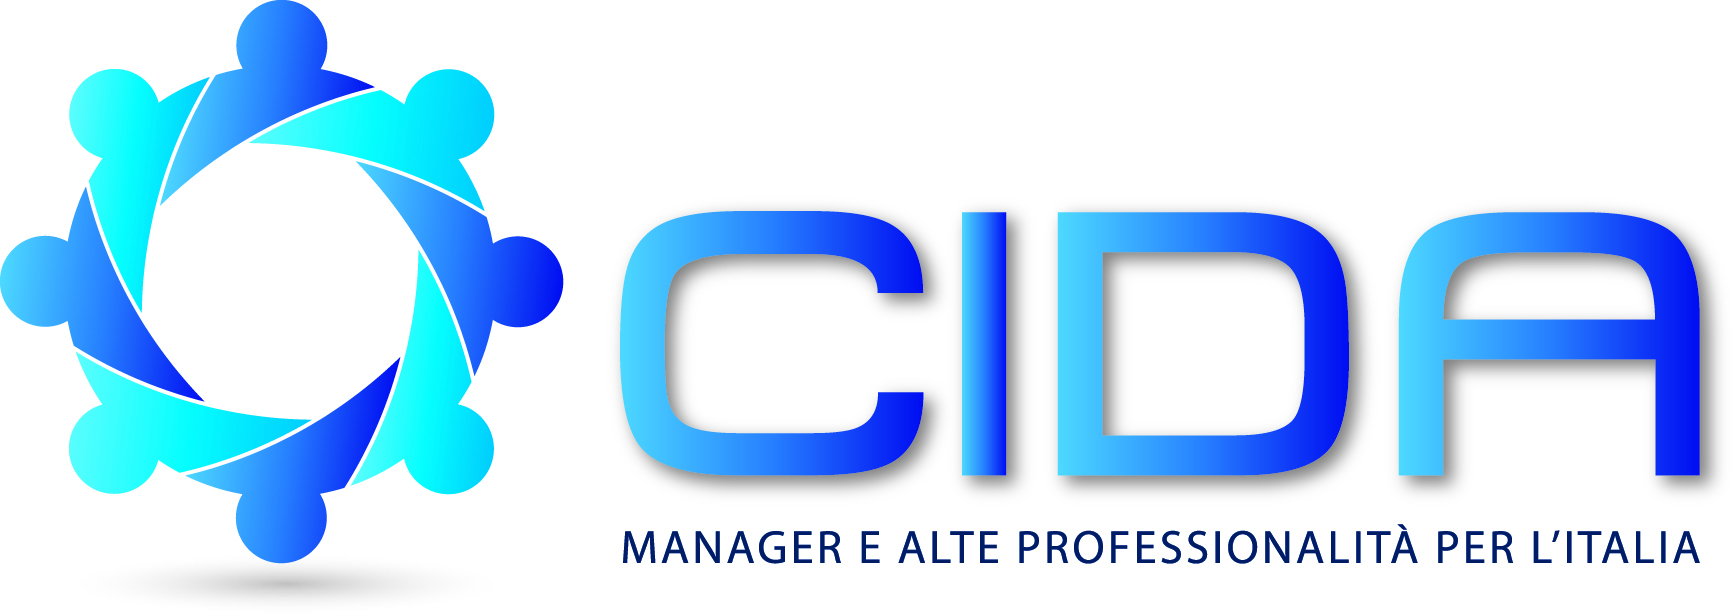 CIDA
MANAGER E ALTE PROFESSIONALITÀ PER L’ITALIA